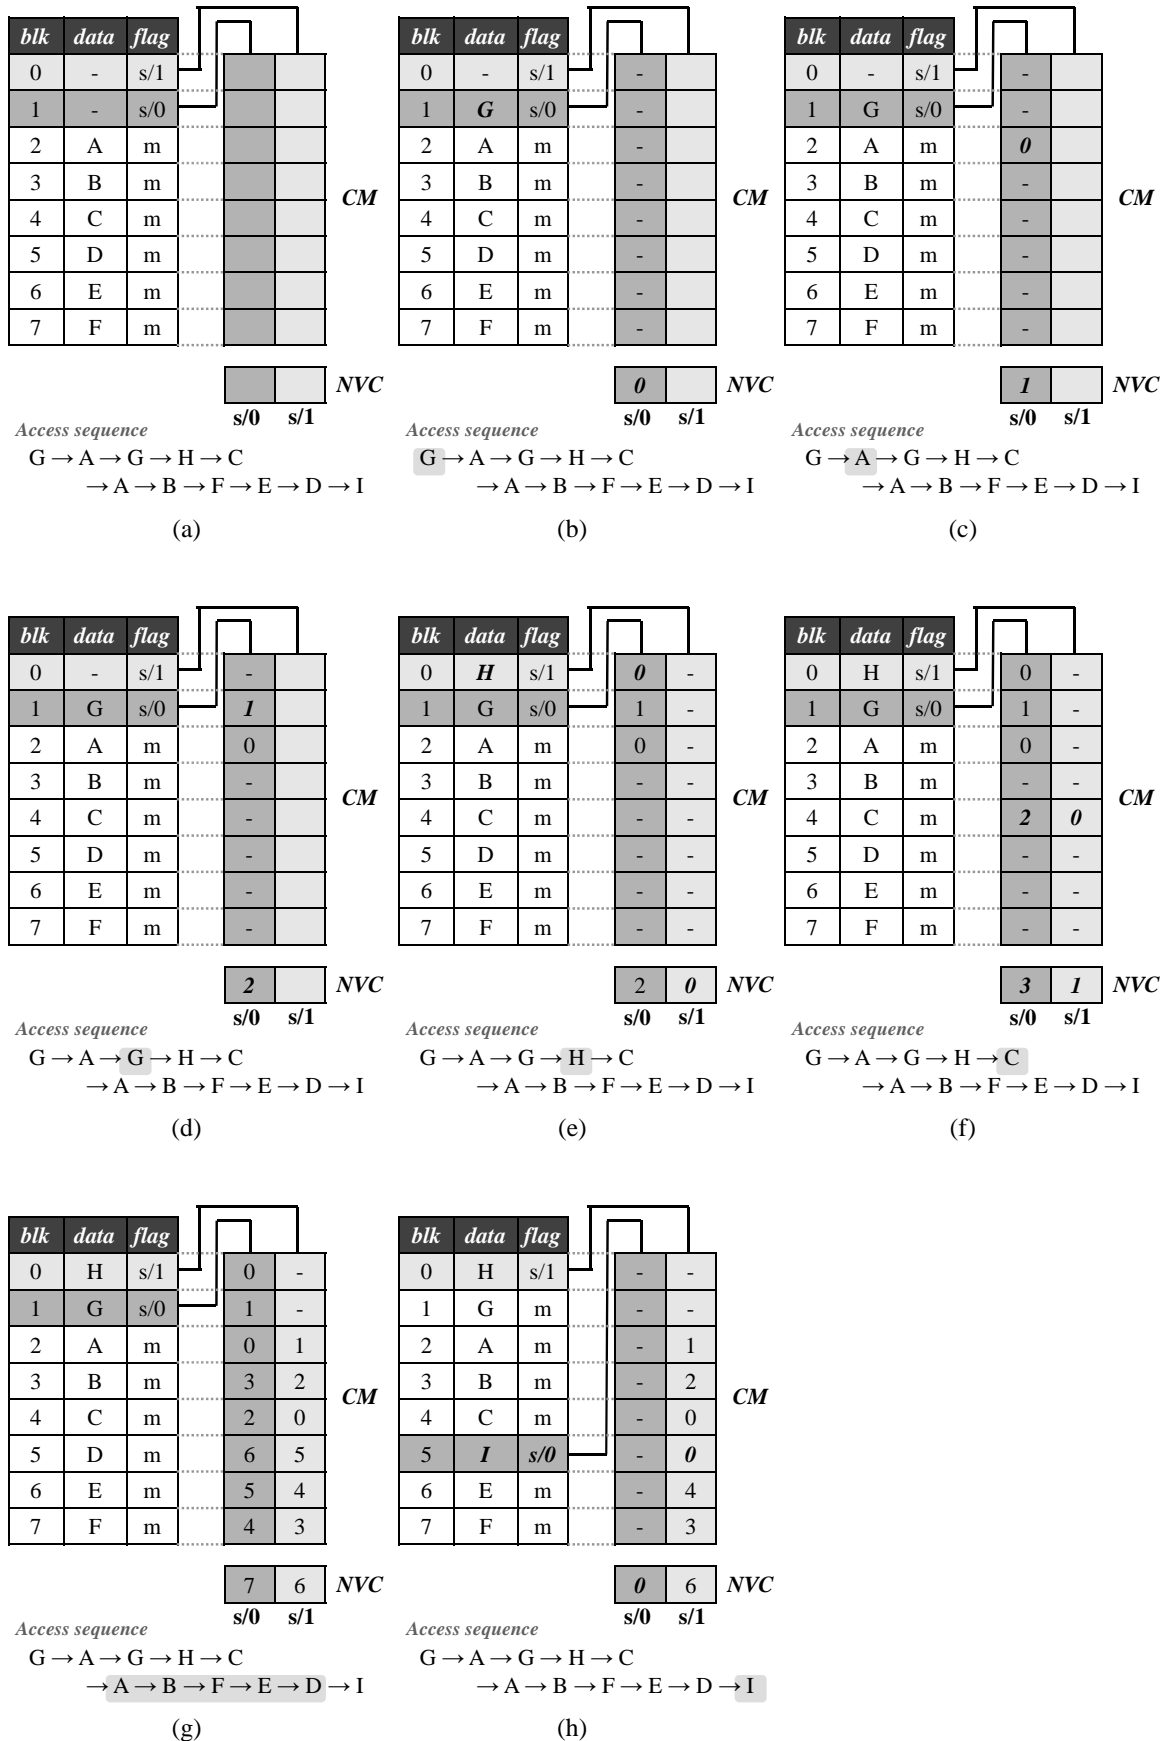 blk data flag
0 - s/1
1 - s/0
2 A m
3 B m
4 C m
5 D m
6 E m
7 F m
CM
NVC
s/0 s/1
Access sequence
G → A → G → H → C
→ A → B → F → E → D → I
(a)
blk data flag
0 - s/1 -
1 G s/0 -
2 A m -
3 B m -
4 C m -
5 D m -
6 E m -
7 F m -
CM
0 NVC
s/0 s/1
Access sequence
G → A → G → H → C
→ A → B → F → E → D → I
(b)
blk data flag
0 - s/1 -
1 G s/0 -
2 A m 0
3 B m -
4 C m -
5 D m -
6 E m -
7 F m -
CM
1 NVC
s/0 s/1
Access sequence
G → A → G → H → C
→ A → B → F → E → D → I
(c)
blk data flag
0 - s/1 -
1 G s/0 1
2 A m 0
3 B m -
4 C m -
5 D m -
6 E m -
7 F m -
CM
2 NVC
s/0 s/1
Access sequence
G → A → G → H → C
→ A → B → F → E → D → I
(d)
blk data flag
0 H s/1 0 -
1 G s/0 1 -
2 A m 0 -
3 B m - -
4 C m - -
5 D m - -
6 E m - -
7 F m - -
CM
2 0 NVC
s/0 s/1
Access sequence
G → A → G → H → C
→ A → B → F → E → D → I
(e)
blk data flag
0 H s/1 0 -
1 G s/0 1 -
2 A m 0 -
3 B m - -
4 C m 2 0
5 D m - -
6 E m - -
7 F m - -
CM
3 1 NVC
s/0 s/1
Access sequence
G → A → G → H → C
→ A → B → F → E → D → I
(f)
blk data flag
0 H s/1 0 -
1 G s/0 1 -
2 A m 0 1
3 B m 3 2
4 C m 2 0
5 D m 6 5
6 E m 5 4
7 F m 4 3
CM
7 6 NVC
s/0 s/1
Access sequence
G → A → G → H → C
→ A → B → F → E → D → I
(g)
blk data flag
0 H s/1 - -
1 G m - -
2 A m - 1
3 B m - 2
4 C m - 0
5 I s/0 - 0
6 E m - 4
7 F m - 3
CM
0 6 NVC
s/0 s/1
Access sequence
G → A → G → H → C
→ A → B → F → E → D → I
(h)